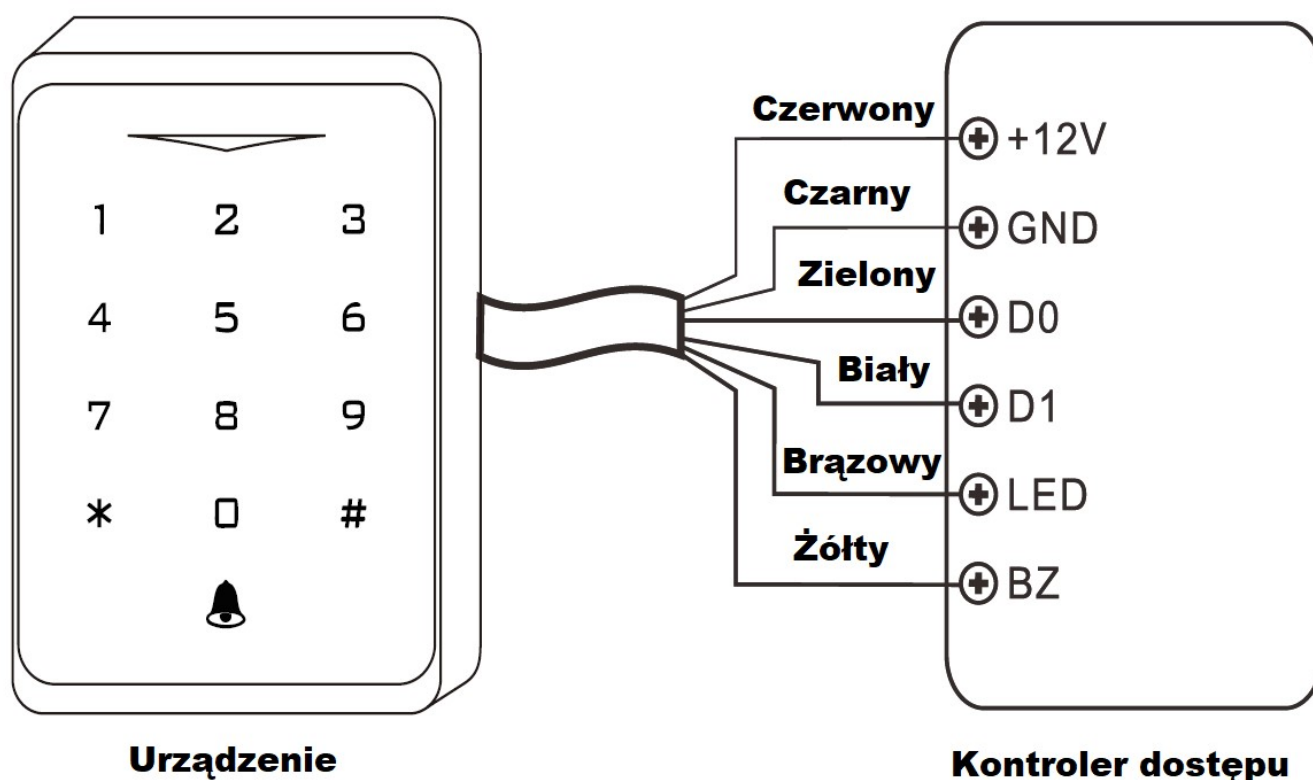 1 2 3
4 5 6
7 8 9
* 0 #
Urządzenie
Czerwony
Czarny
Zielony
Biały
Brązowy
Żółty
+12V
GND
D0
D1
LED
BZ
Kontroler dostępu